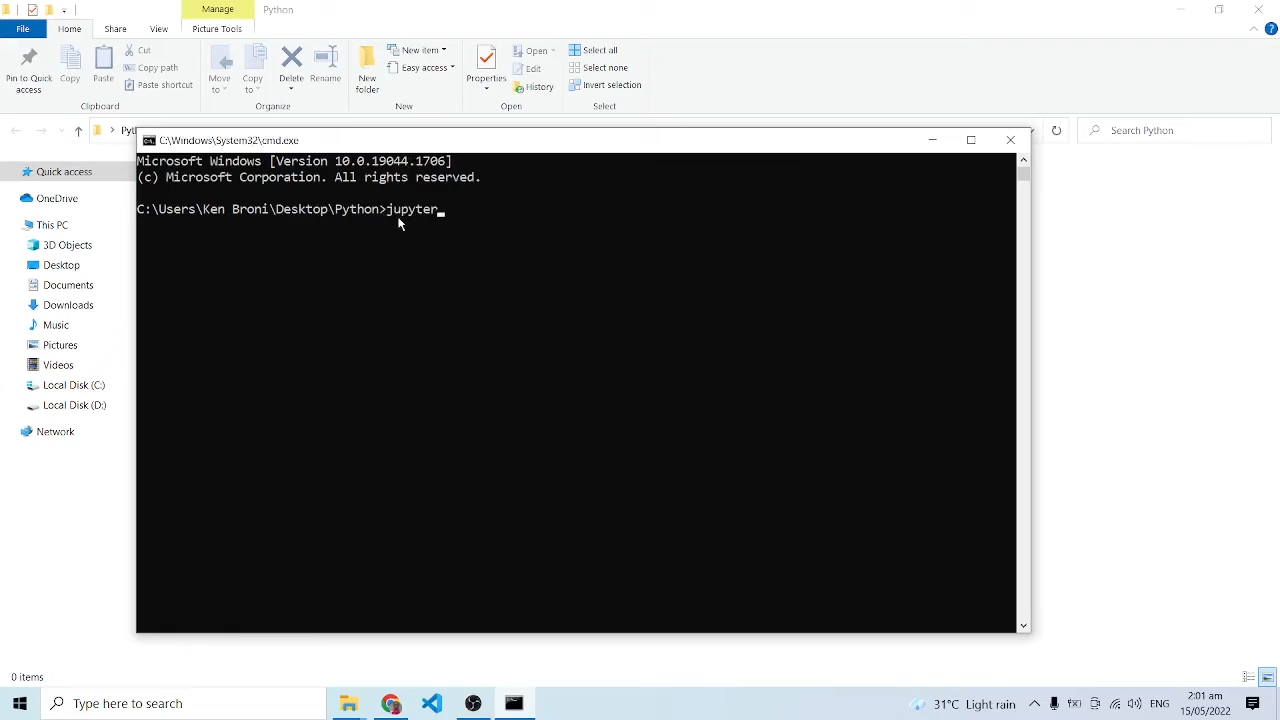 Manage
Python
File
Home
Share
View
Picture Tools
Pin to Quick
access
Copy
Paste
Cut
Copy path
Paste shortcut
Clipboard
Move
to
Copy
to
Delete
Rename
Organize
New
folder
New item
Easy access
New
Properties
Open
Edit
History
Open
Select all
Select none
Invert selection
Select
Search Python
C:\Windows\System32\cmd.exe
Microsoft Windows [Version 10.0.19044.1706]
(c) Microsoft Corporation. All rights reserved.
C:\Users\Ken Broni\Desktop\Python>jupyter
Quick access
OneDrive
This PC
3D Objects
Desktop
Documents
Downloads
Music
Pictures
Videos
Local Disk (C:)
Local Disk (D:)
Network
0 items
Type here to search
31°C Light rain
ENG
2:01 am
15/05/2022